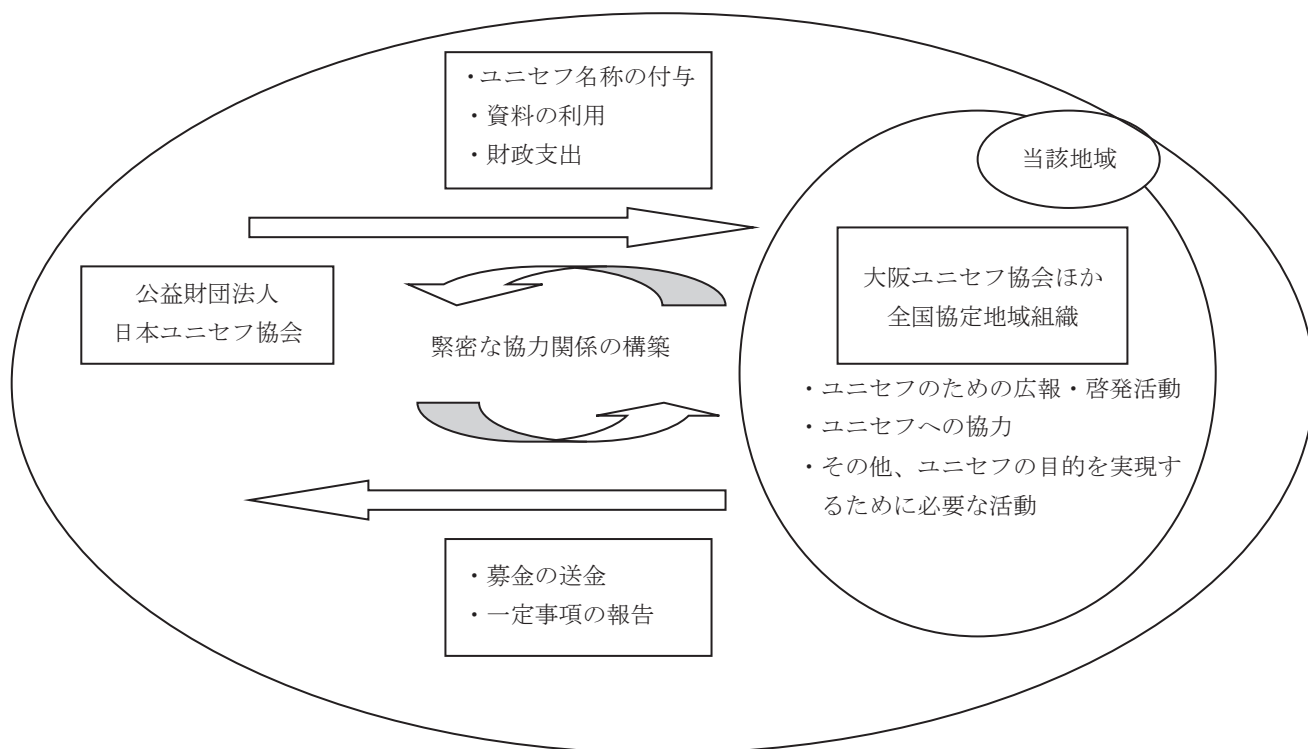 ・ユニセフ名称の付与
・資料の利用
・財政支出
当該地域
公益財団法人
日本ユニセフ協会
緊密な協力関係の構築
大阪ユニセフ協会ほか
全国協定地域組織
・ユニセフのための広報・啓発活動
・ユニセフへの協力
・その他、ユニセフの目的を実現す
るために必要な活動
・募金の送金
・一定事項の報告